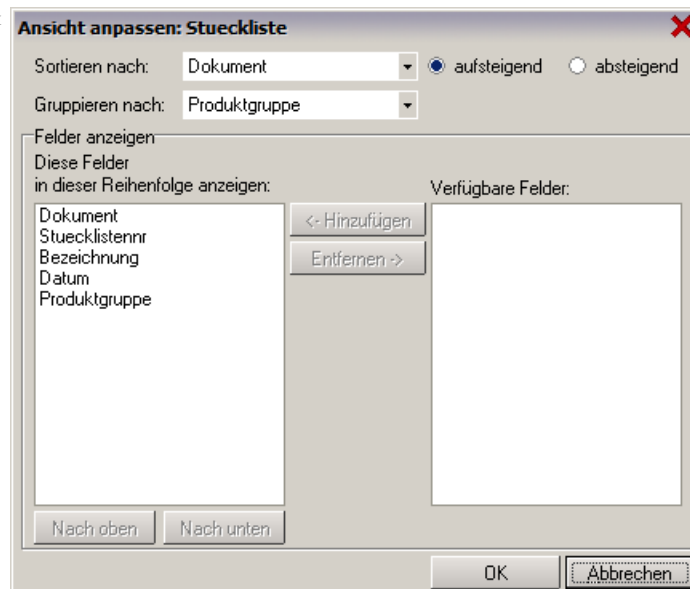 Ansicht anpassen: Stueckliste
Sortieren nach: Dokument aufsteigend absteigend
Gruppieren nach: Produktgruppe
Felder anzeigen
Diese Felder
in dieser Reihenfolge anzeigen: Verfügbare Felder:
Dokument
Stuecklistennr
Bezeichnung
Datum
Produktgruppe
<- Hinzufügen
Entfernen ->
Nach oben Nach unten
OK Abbrechen